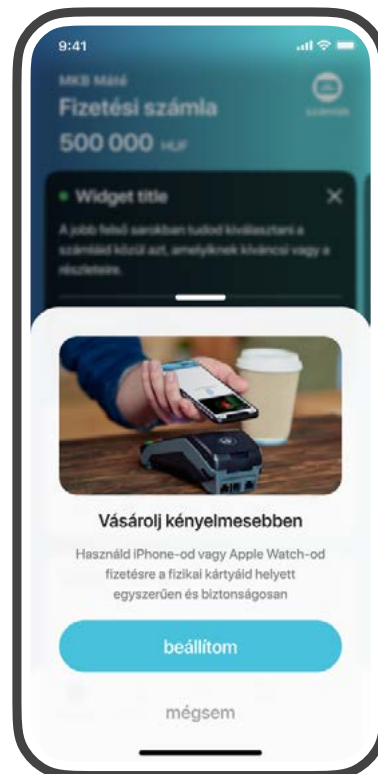 9:41
MKB Máté
Fizetési számla
500 000 HUF
számlák
Widget title
A jobb felső sarokban tudod kiválasztani a
számláid közül azt, amelyiknek kíváncsi vagy a
részleteire.
Vásárolj kényelmesebben
Használd iPhone-od vagy Apple Watch-od
fizetésre a fizikai kártyáid helyett
egyszerűen és biztonságosan
beállítom
mégsem